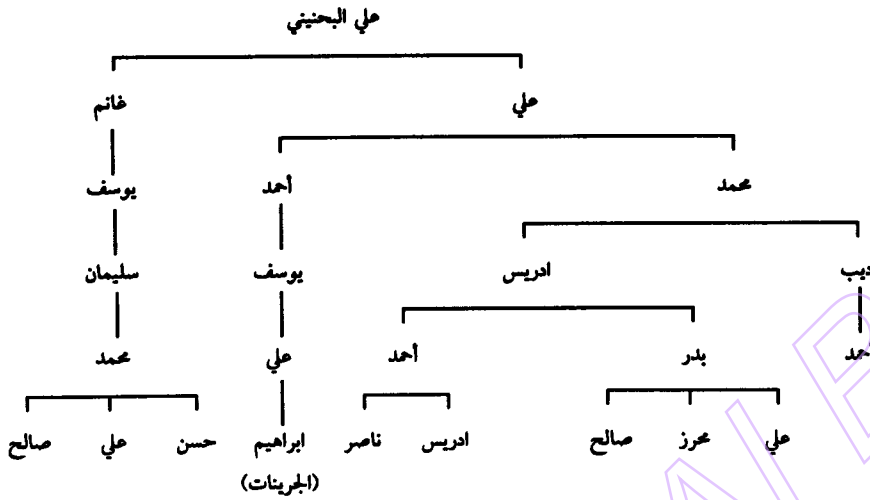 علي البحنيني
علي غانم
محمد أحمد يوسف
ديب ادريس يوسف سليمان
بدر أحمد علي محمد
علي محرز صالح ادريس ناصر ابراهيم حسن علي صالح
(الجرينات)